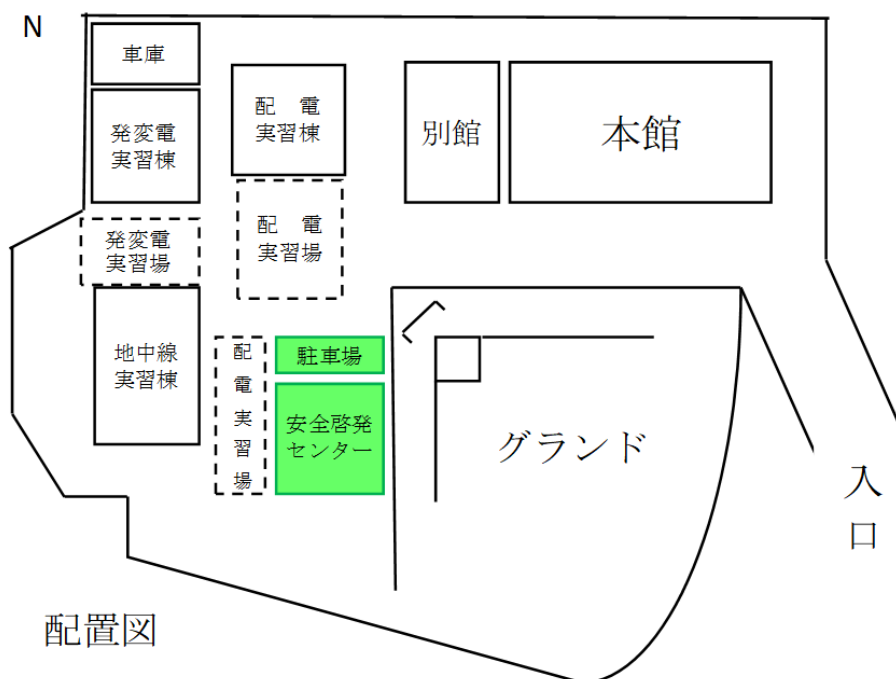 N
車庫
発変電
実習棟
配　電
実習棟
別館
本館
発変電
実習場
配　電
実習場
地中線
実習棟
配電実習場
駐車場
安全啓発
センター
グランド
入口
配置図